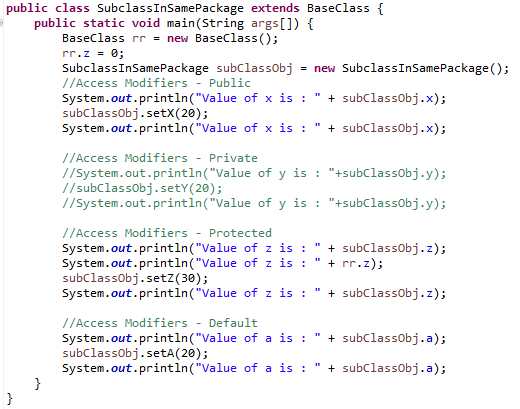 public class SubclassInSamePackage extends BaseClass {
    public static void main(String args[]) {
        BaseClass rr = new BaseClass();
        rr.z = 0;
        SubclassInSamePackage subClassObj = new SubclassInSamePackage();
        //Access Modifiers - Public
        System.out.println("Value of x is : " + subClassObj.x);
        subClassObj.setX(20);
        System.out.println("Value of x is : " + subClassObj.x);

        //Access Modifiers - Private
        //System.out.println("Value of y is : "+subClassObj.y);
        //subClassObj.setY(20);
        //System.out.println("Value of y is : "+subClassObj.y);

        //Access Modifiers - Protected
        System.out.println("Value of z is : " + subClassObj.z);
        System.out.println("Value of z is : " + rr.z);
        subClassObj.setZ(30);
        System.out.println("Value of z is : " + subClassObj.z);

        //Access Modifiers - Default
        System.out.println("Value of a is : " + subClassObj.a);
        subClassObj.setA(20);
        System.out.println("Value of a is : " + subClassObj.a);
    }
}